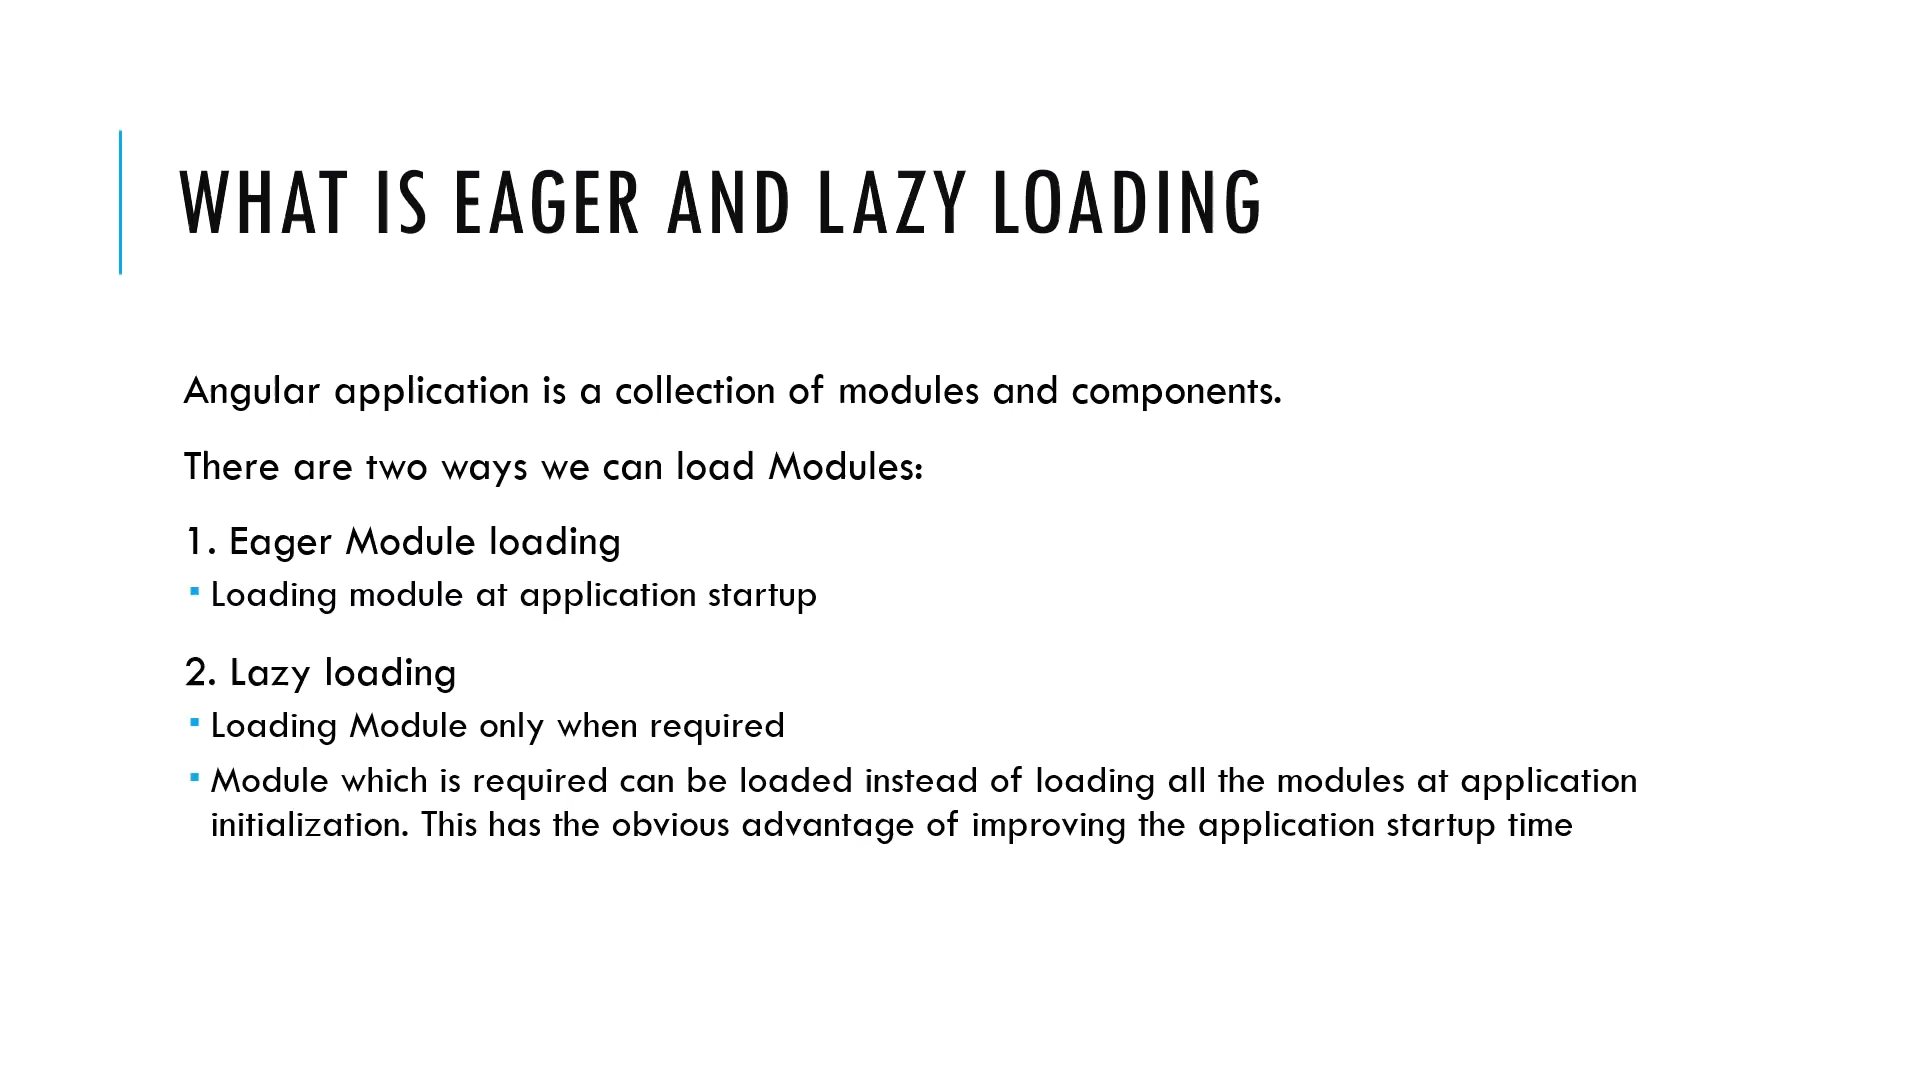 WHAT IS EAGER AND LAZY LOADING
Angular application is a collection of modules and components.
There are two ways we can load Modules:
1. Eager Module loading
▪ Loading module at application startup
2. Lazy loading
▪ Loading Module only when required
▪ Module which is required can be loaded instead of loading all the modules at application
initialization. This has the obvious advantage of improving the application startup time